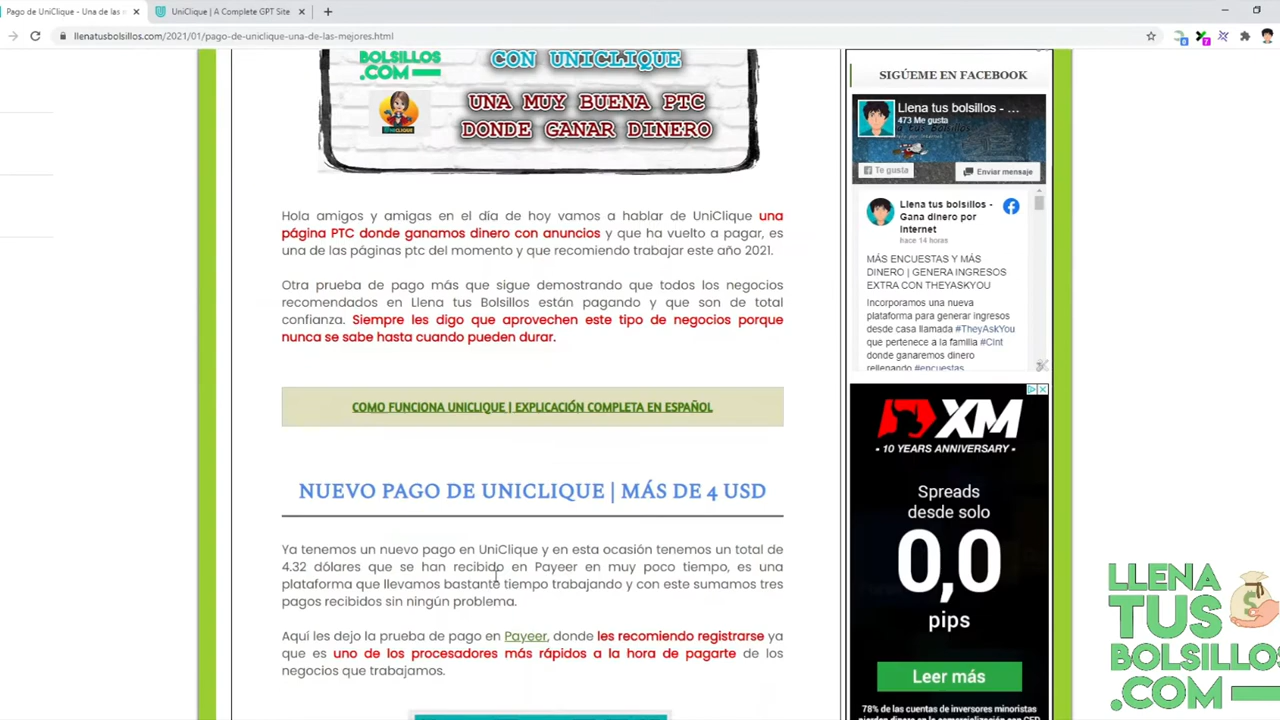 Pago de UniClique - Una de las
UniClique | A Complete GPT Site
llenatusbolsillos.com/2021/01/pago-de-uniclique-una-de-las-mejores.html
BOLSILLOS
.COM
CON UNICLIQUE
UNICLIQUE
UNA MUY BUENA PTC
DONDE GANAR DINERO
Hola amigos y amigas en el día de hoy vamos a hablar de UniClique una
página PTC donde ganamos dinero con anuncios y que ha vuelto a pagar, es
una de las páginas ptc del momento y que recomiendo trabajar este año 2021.
Otra prueba de pago más que sigue demostrando que todos los negocios
recomendados en Llena tus Bolsillos están pagando y que son de total
confianza. Siempre les digo que aprovechen este tipo de negocios porque
nunca se sabe hasta cuando pueden durar.
COMO FUNCIONA UNICLIQUE | EXPLICACIÓN COMPLETA EN ESPAÑOL
NUEVO PAGO DE UNICLIQUE | MÁS DE 4 USD
Ya tenemos un nuevo pago en UniClique y en esta ocasión tenemos un total de
4.32 dólares que se han recibido en Payeer en muy poco tiempo, es una
plataforma que llevamos bastante tiempo trabajando y con este sumamos tres
pagos recibidos sin ningún problema.
Aquí les dejo la prueba de pago en Payeer, donde les recomiendo registrarse ya
que es uno de los procesadores más rápidos a la hora de pagarte de los
negocios que trabajamos.
SIGÚEME EN FACEBOOK
Llena tus bolsillos - ...
473 Me gusta
Te gusta
Enviar mensaje
Llena tus bolsillos -
Gana dinero por
Internet
hace 14 horas
MÁS ENCUESTAS Y MÁS
DINERO | GENERA INGRESOS
EXTRA CON THEYASKYOU
Incorporamos una nueva
plataforma para generar ingresos
desde casa llamada #TheyAskYou
que pertenece a la familia #Cint
donde ganaremos dinero
rellenando #encuestas
XM
- 10 YEARS ANNIVERSARY -
Spreads
desde solo
0,0
pips
Leer más
78% de las cuentas de inversores minoristas
LLENA
TUS
BOLSILLOS
.COM